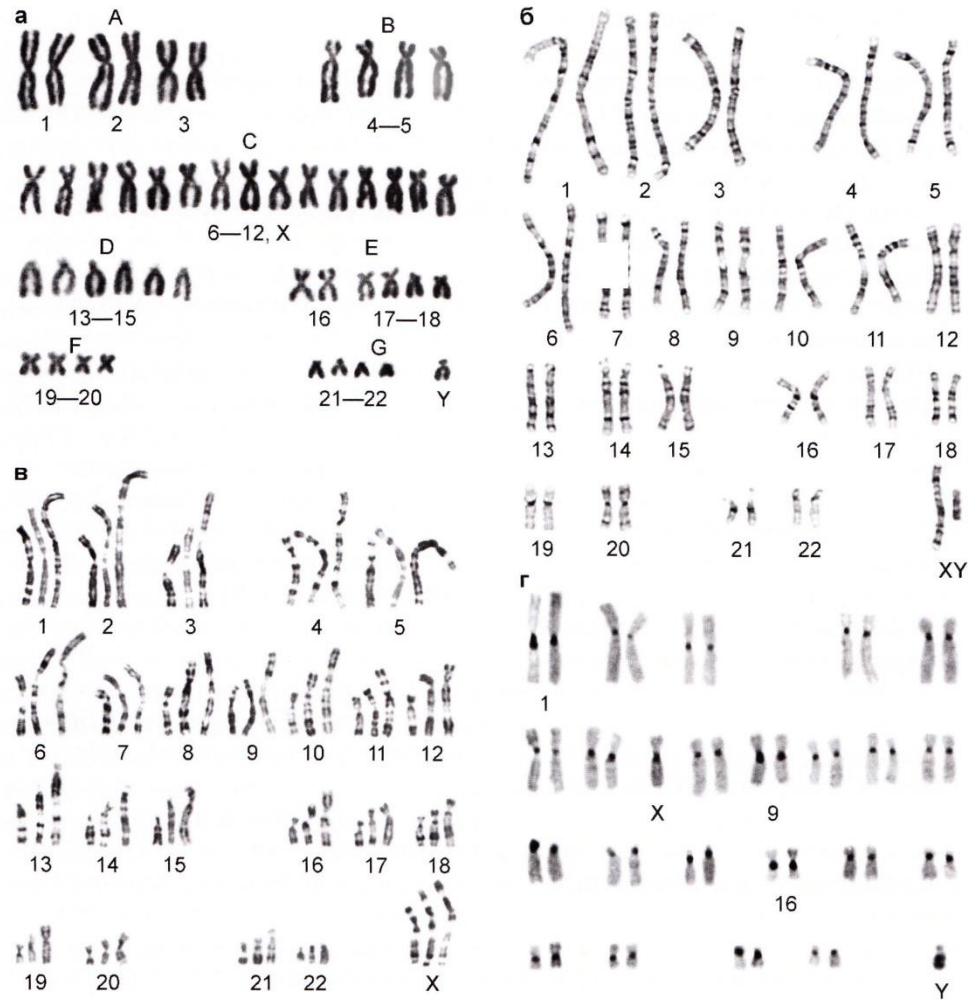 а
A B
1 2 3 4—5
C
6—12, X
D E
13—15 16 17—18
F G
19—20 21—22 Y
б
1 2 3 4 5
6 7 8 9 10 11 12
13 14 15 16 17 18
19 20 21 22
XY
в
1 2 3 4 5
6 7 8 9 10 11 12
13 14 15 16 17 18
19 20 21 22 X
г
1
X 9
16
Y